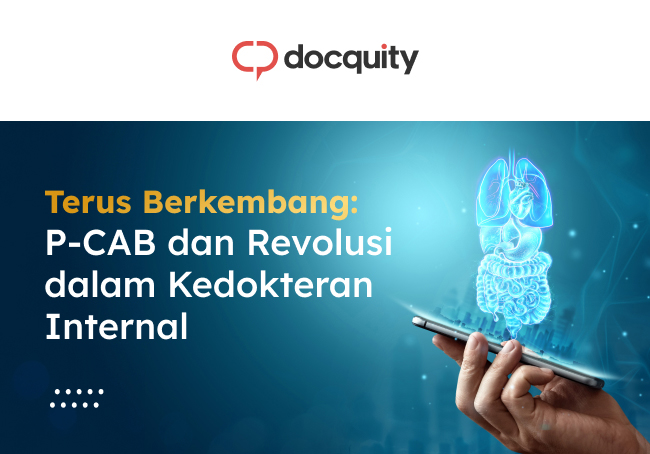 docquity
Terus Berkembang:
P-CAB dan Revolusi
dalam Kedokteran
Internal